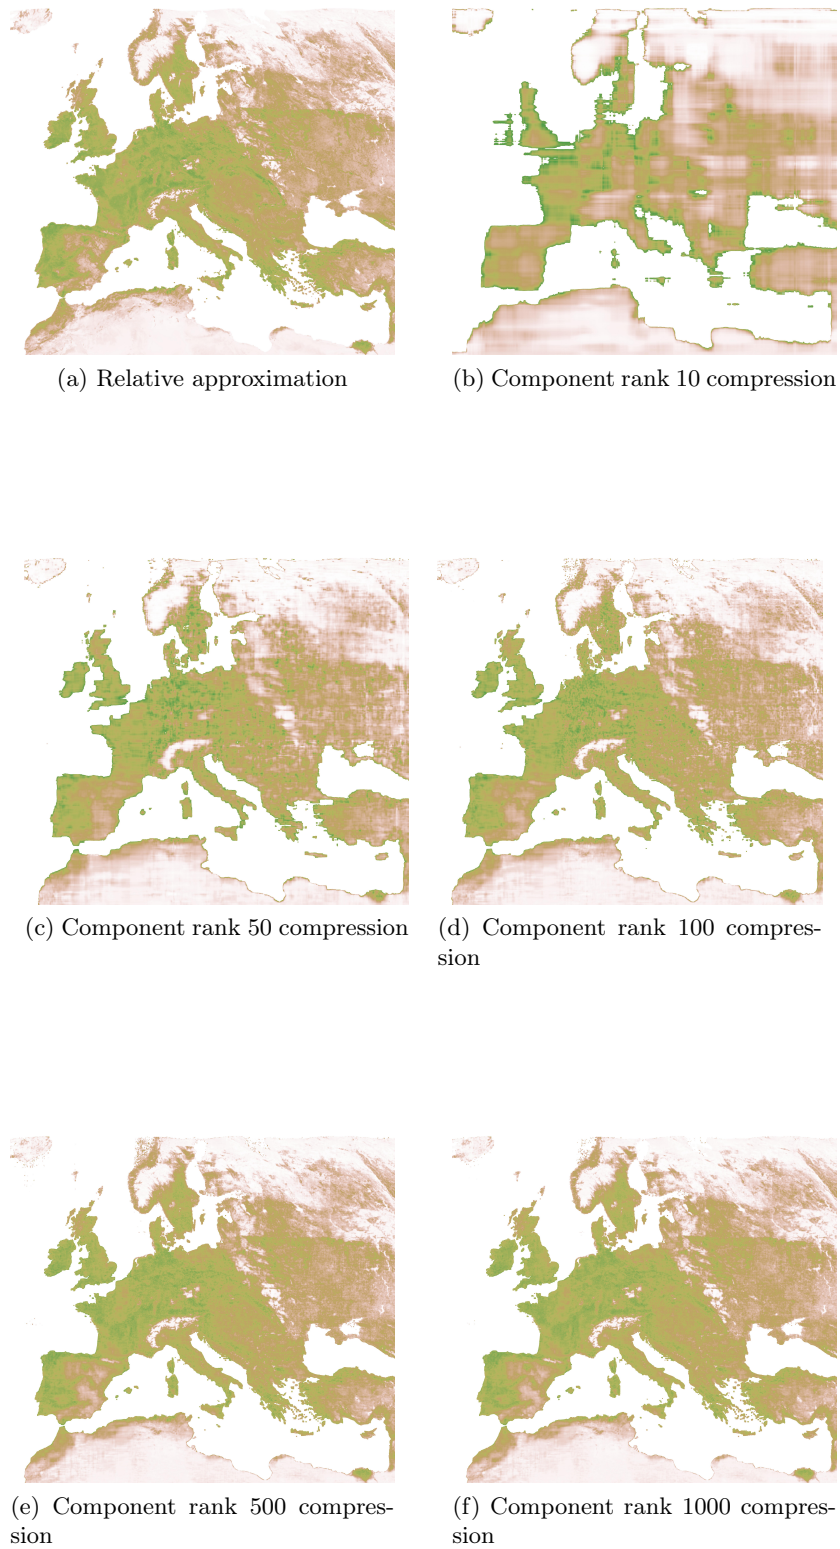 (a) Relative approximation
(b) Component rank 10 compression
(c) Component rank 50 compression
(d) Component rank 100 compres-
sion
(e) Component rank 500 compres-
sion
(f) Component rank 1000 compres-
sion